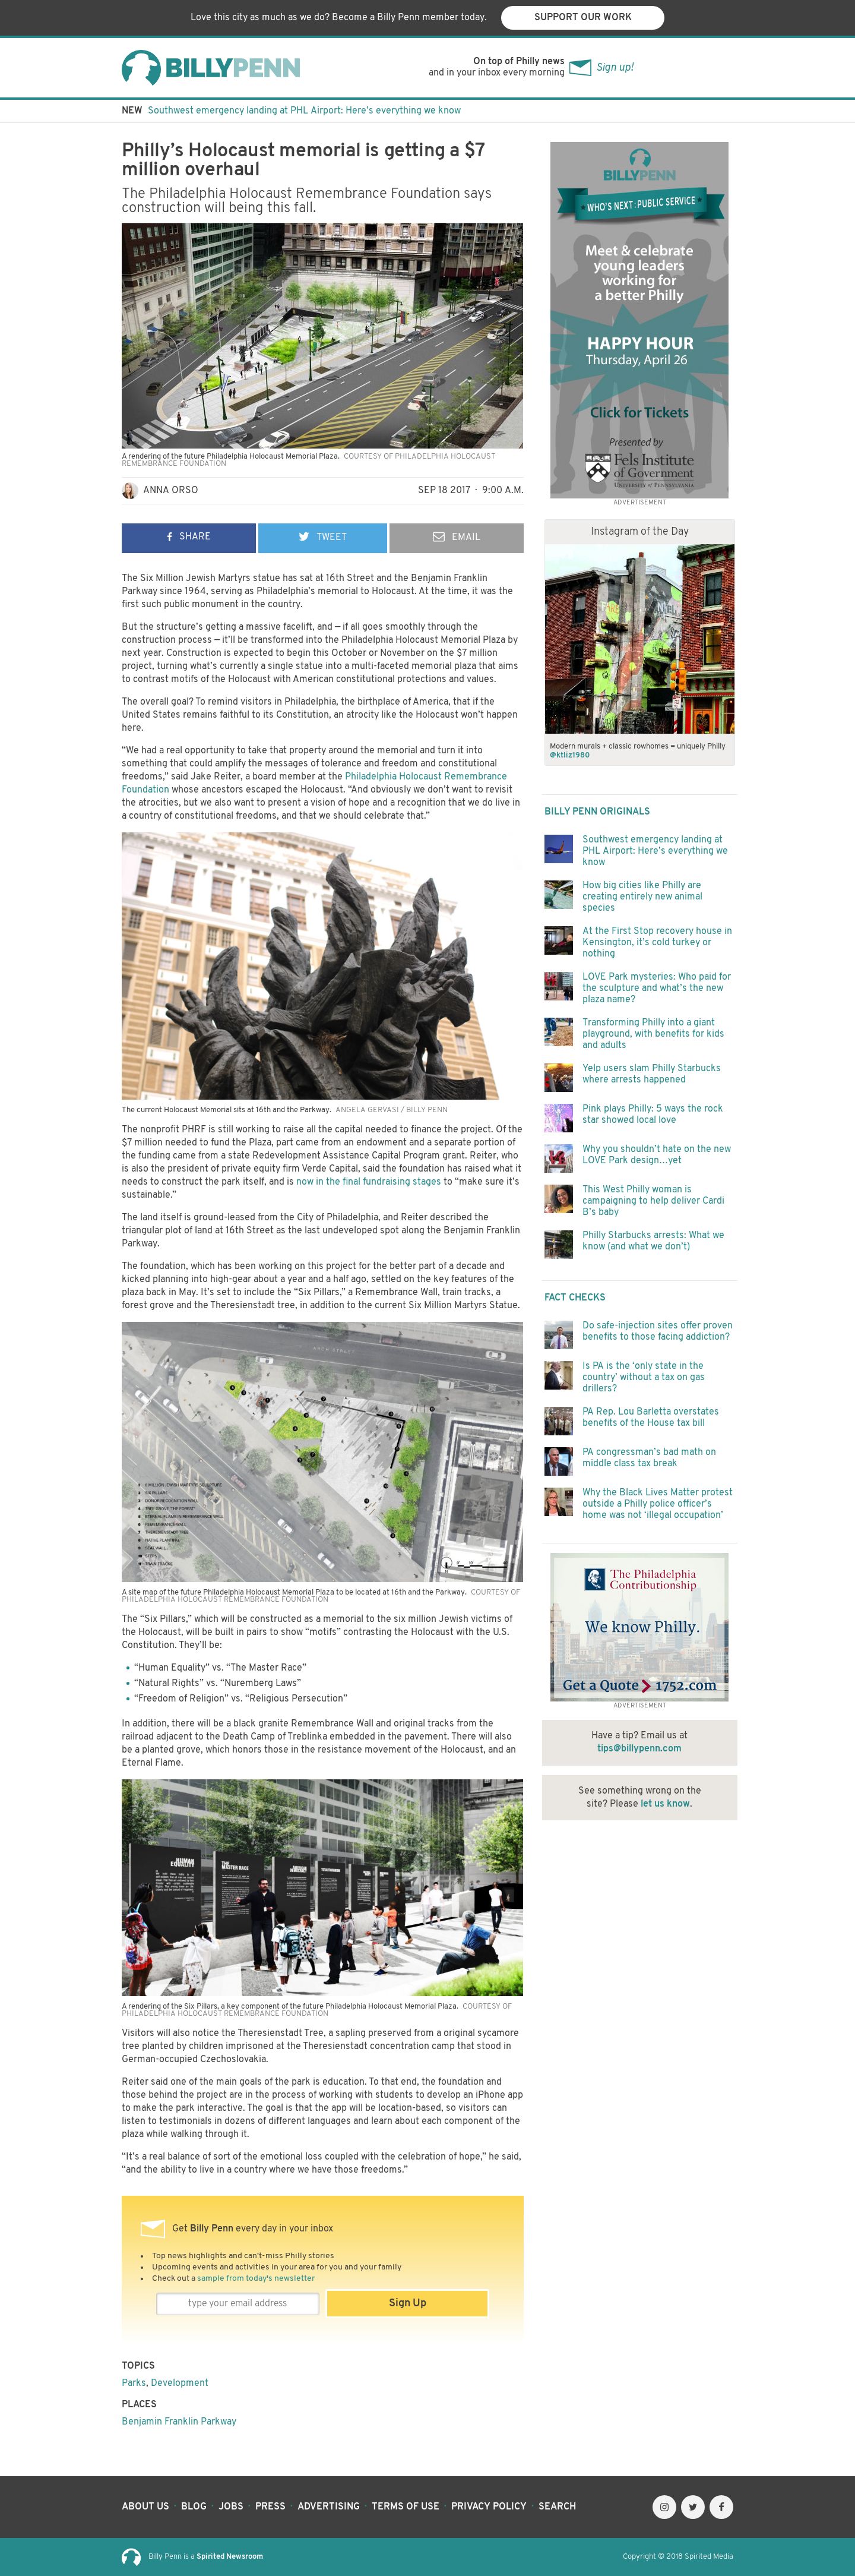 Love this city as much as we do? Become a Billy Penn member today.
SUPPORT OUR WORK
BILLYPENN
On top of Philly news
and in your inbox every morning
Sign up!
NEW Southwest emergency landing at PHL Airport: Here's everything we know
Philly's Holocaust memorial is getting a $7
million overhaul
The Philadelphia Holocaust Remembrance Foundation says
construction will being this fall.
A rendering of the future Philadelphia Holocaust Memorial Plaza. COURTESY OF PHILADELPHIA HOLOCAUST
REMEMBRANCE FOUNDATION
ANNA ORSO
SEP 18 2017 · 9:00 A.M.
SHARE
TWEET
EMAIL
The Six Million Jewish Martyrs statue has sat at 16th Street and the Benjamin Franklin
Parkway since 1964, serving as Philadelphia's memorial to Holocaust. At the time, it was the
first such public monument in the country.
But the structure's getting a massive facelift, and — if all goes smoothly through the
construction process — it'll be transformed into the Philadelphia Holocaust Memorial Plaza by
next year. Construction is expected to begin this October or November on the $7 million
project, turning what's currently a single statue into a multi-faceted memorial plaza that aims
to contrast motifs of the Holocaust with American constitutional protections and values.
The overall goal? To remind visitors in Philadelphia, the birthplace of America, that if the
United States remains faithful to its Constitution, an atrocity like the Holocaust won't happen
here.
“We had a real opportunity to take that property around the memorial and turn it into
something that could amplify the messages of tolerance and freedom and constitutional
freedoms,” said Jake Reiter, a board member at the Philadelphia Holocaust Remembrance
Foundation whose ancestors escaped the Holocaust. “And obviously we don't want to revisit
the atrocities, but we also want to present a vision of hope and a recognition that we do live in
a country of constitutional freedoms, and that we should celebrate that.”
The current Holocaust Memorial sits at 16th and the Parkway. ANGELA GERVASI / BILLY PENN
The nonprofit PHRF is still working to raise all the capital needed to finance the project. Of the
$7 million needed to fund the Plaza, part came from an endowment and a separate portion of
the funding came from a state Redevelopment Assistance Capital Program grant. Reiter, who
is also the president of private equity firm Verde Capital, said the foundation has raised what it
needs to construct the park itself, and is now in the final fundraising stages to “make sure it's
sustainable.”
The land itself is ground-leased from the City of Philadelphia, and Reiter described the
triangular plot of land at 16th Street as the last undeveloped spot along the Benjamin Franklin
Parkway.
The foundation, which has been working on this project for the better part of a decade and
kicked planning into high-gear about a year and a half ago, settled on the key features of the
plaza back in May. It's set to include the “Six Pillars,” a Remembrance Wall, train tracks, a
forest grove and the Theresienstadt tree, in addition to the current Six Million Martyrs Statue.
ARCH STREET
6 MILLION JEWISH MARTYRS SCULPTURE
SIX PILLARS
DONOR RECOGNITION WALL
TREE GROVE 'THE FOREST'
ETERNAL FLAME IN REMEMBRANCE WALL
REMEMBRANCE WALL
THERESIENSTADT TREE
SEAT WALL
STEPS
TRAIN TRACKS
A site map of the future Philadelphia Holocaust Memorial Plaza to be located at 16th and the Parkway. COURTESY OF
PHILADELPHIA HOLOCAUST REMEMBRANCE FOUNDATION
The “Six Pillars,” which will be constructed as a memorial to the six million Jewish victims of
the Holocaust, will be built in pairs to show “motifs” contrasting the Holocaust with the U.S.
Constitution. They'll be:
• “Human Equality” vs. “The Master Race”
• “Natural Rights” vs. “Nuremberg Laws”
• “Freedom of Religion” vs. “Religious Persecution”
In addition, there will be a black granite Remembrance Wall and original tracks from the
railroad adjacent to the Death Camp of Treblinka embedded in the pavement. There will also
be a planted grove, which honors those in the resistance movement of the Holocaust, and an
Eternal Flame.
HUMAN
EQUALITY
THE
MASTER RACE
A rendering of the Six Pillars, a key component of the future Philadelphia Holocaust Memorial Plaza. COURTESY OF
PHILADELPHIA HOLOCAUST REMEMBRANCE FOUNDATION
Visitors will also notice the Theresienstadt Tree, a sapling preserved from a original sycamore
tree planted by children imprisoned at the Theresienstadt concentration camp that stood in
German-occupied Czechoslovakia.
Reiter said one of the main goals of the park is education. To that end, the foundation and
those behind the project are in the process of working with students to develop an iPhone app
to make the park interactive. The goal is that the app will be location-based, so visitors can
listen to testimonials in dozens of different languages and learn about each component of the
plaza while walking through it.
“It's a real balance of sort of the emotional loss coupled with the celebration of hope,” he said,
“and the ability to live in a country where we have those freedoms.”
Get Billy Penn every day in your inbox
• Top news highlights and can't-miss Philly stories
• Upcoming events and activities in your area for you and your family
• Check out a sample from today's newsletter
type your email address
Sign Up
TOPICS
Parks, Development
PLACES
Benjamin Franklin Parkway
BILLYPENN
WHO'S NEXT: PUBLIC SERVICE
Meet & celebrate
young leaders
working for
a better Philly
HAPPY HOUR
Thursday, April 26
Click for Tickets
Presented by
Fels Institute
of Government
UNIVERSITY of PENNSYLVANIA
ADVERTISEMENT
Instagram of the Day
Modern murals + classic rowhomes = uniquely Philly
@ktliz1980
BILLY PENN ORIGINALS
Southwest emergency landing at
PHL Airport: Here's everything we
know
How big cities like Philly are
creating entirely new animal
species
At the First Stop recovery house in
Kensington, it's cold turkey or
nothing
LOVE Park mysteries: Who paid for
the sculpture and what's the new
plaza name?
Transforming Philly into a giant
playground, with benefits for kids
and adults
Yelp users slam Philly Starbucks
where arrests happened
Pink plays Philly: 5 ways the rock
star showed local love
Why you shouldn't hate on the new
LOVE Park design…yet
This West Philly woman is
campaigning to help deliver Cardi
B's baby
Philly Starbucks arrests: What we
know (and what we don't)
FACT CHECKS
Do safe-injection sites offer proven
benefits to those facing addiction?
Is PA is the ‘only state in the
country’ without a tax on gas
drillers?
PA Rep. Lou Barletta overstates
benefits of the House tax bill
PA congressman's bad math on
middle class tax break
Why the Black Lives Matter protest
outside a Philly police officer's
home was not ‘illegal occupation’
The Philadelphia
Contributionship
We know Philly.
Get a Quote 1752.com
ADVERTISEMENT
Have a tip? Email us at
tips@billypenn.com
See something wrong on the
site? Please let us know.
ABOUT US · BLOG · JOBS · PRESS · ADVERTISING · TERMS OF USE · PRIVACY POLICY · SEARCH
Billy Penn is a Spirited Newsroom
Copyright © 2018 Spirited Media